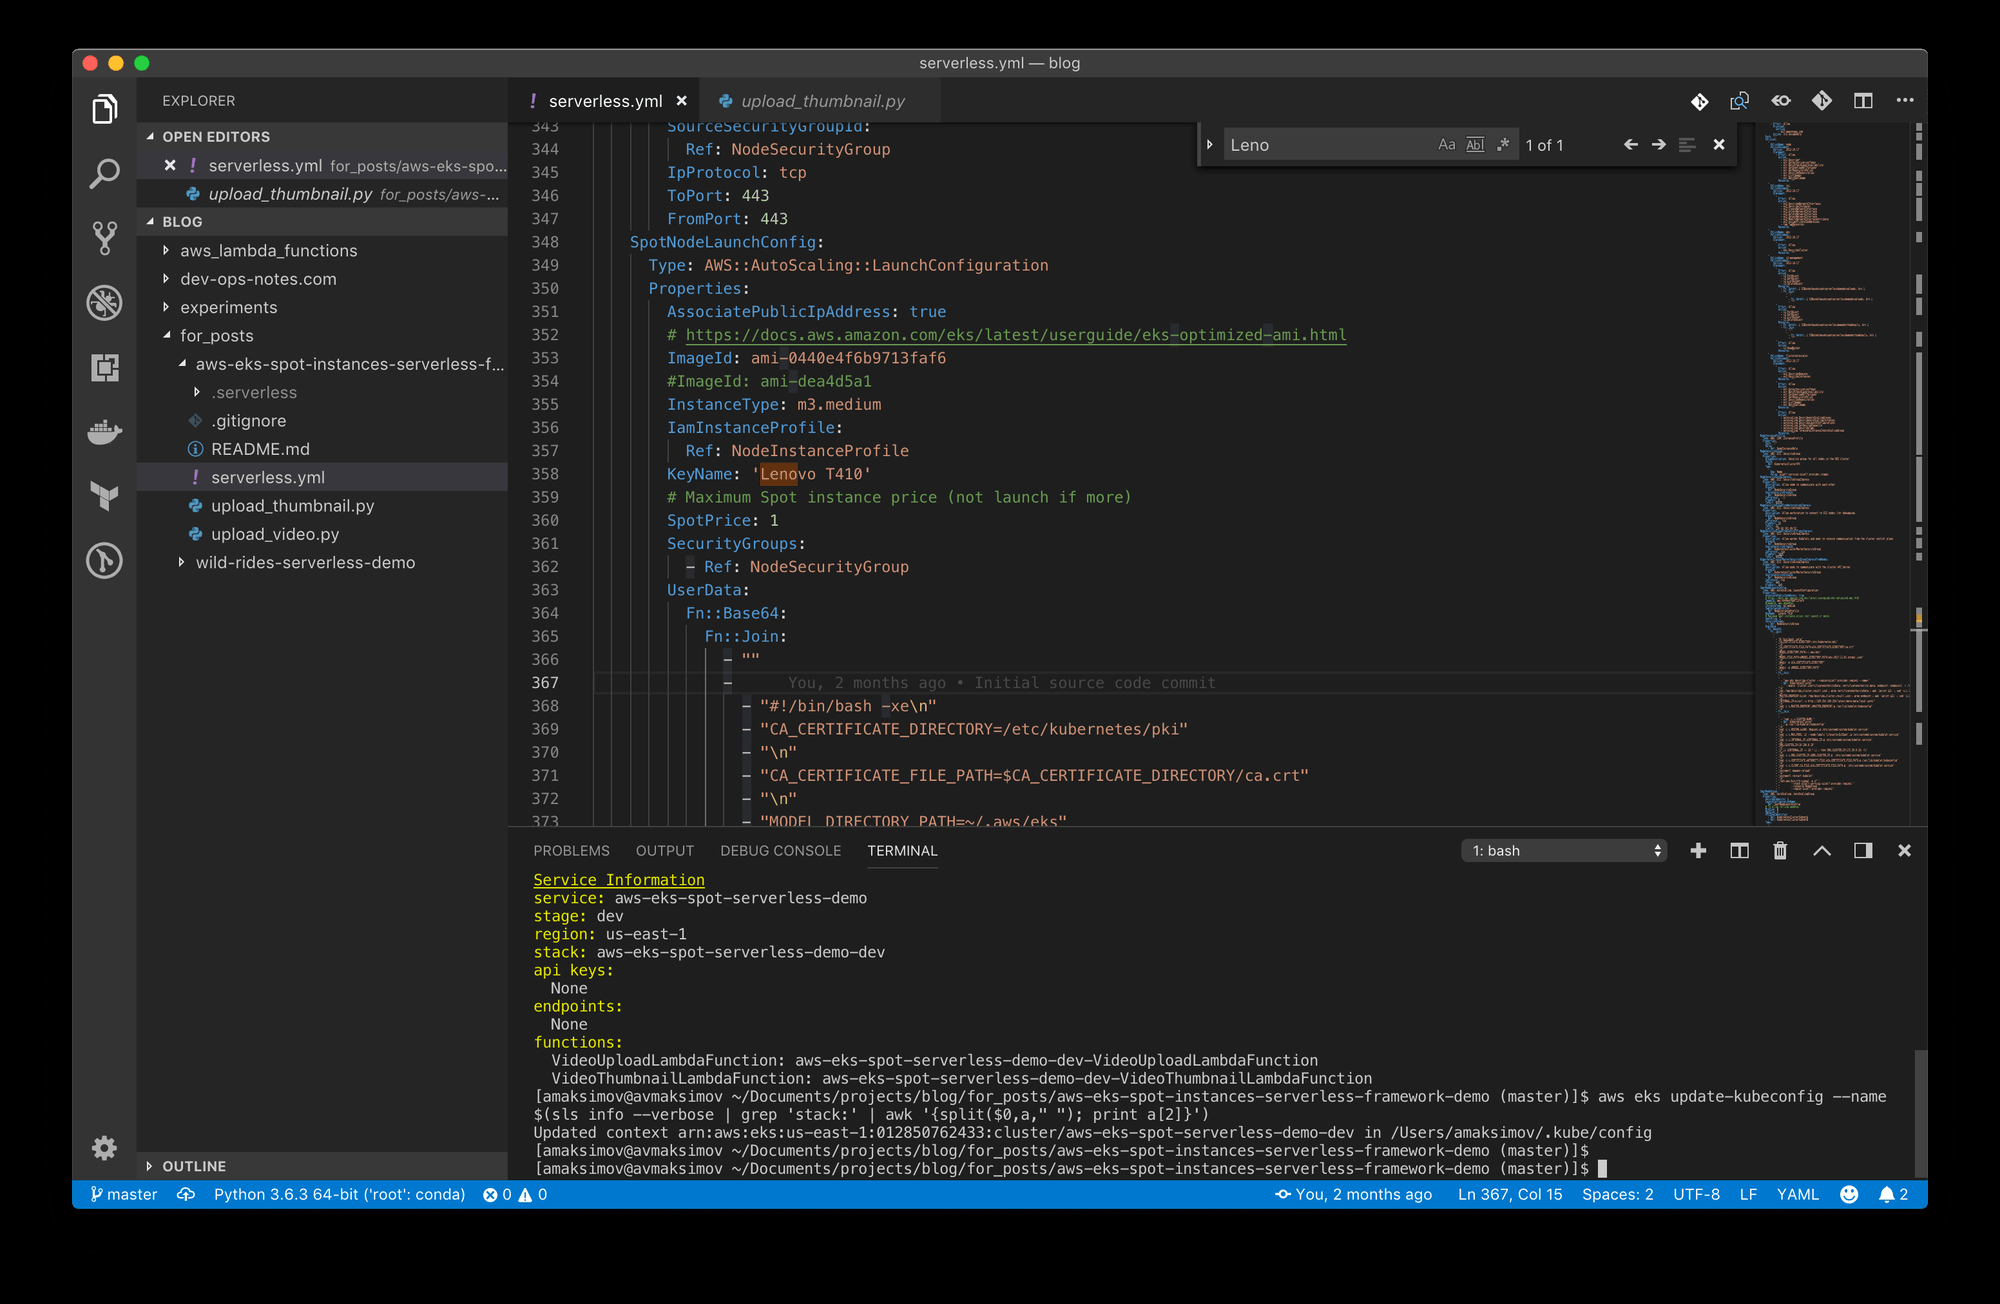 serverless.yml — blog
EXPLORER
OPEN EDITORS
serverless.yml for_posts/aws-eks-spo...
upload_thumbnail.py for_posts/aws-...
BLOG
aws_lambda_functions
dev-ops-notes.com
experiments
for_posts
aws-eks-spot-instances-serverless-f...
.serverless
.gitignore
README.md
serverless.yml
upload_thumbnail.py
upload_video.py
wild-rides-serverless-demo
OUTLINE
serverless.yml
upload_thumbnail.py
Leno Aa Abl .* 1 of 1
343 SourceSecurityGroupId:
344 Ref: NodeSecurityGroup
345 IpProtocol: tcp
346 ToPort: 443
347 FromPort: 443
348 SpotNodeLaunchConfig:
349 Type: AWS::AutoScaling::LaunchConfiguration
350 Properties:
351 AssociatePublicIpAddress: true
352 # https://docs.aws.amazon.com/eks/latest/userguide/eks-optimized-ami.html
353 ImageId: ami-0440e4f6b9713faf6
354 #ImageId: ami-dea4d5a1
355 InstanceType: m3.medium
356 IamInstanceProfile:
357 Ref: NodeInstanceProfile
358 KeyName: 'Lenovo T410'
359 # Maximum Spot instance price (not launch if more)
360 SpotPrice: 1
361 SecurityGroups:
362 - Ref: NodeSecurityGroup
363 UserData:
364 Fn::Base64:
365 Fn::Join:
366 - ""
367 - You, 2 months ago • Initial source code commit
368 - "#!/bin/bash -xe\n"
369 - "CA_CERTIFICATE_DIRECTORY=/etc/kubernetes/pki"
370 - "\n"
371 - "CA_CERTIFICATE_FILE_PATH=$CA_CERTIFICATE_DIRECTORY/ca.crt"
372 - "\n"
373 - "MODEL_DIRECTORY_PATH=~/.aws/eks"
PROBLEMS OUTPUT DEBUG CONSOLE TERMINAL 1: bash
Service Information
service: aws-eks-spot-serverless-demo
stage: dev
region: us-east-1
stack: aws-eks-spot-serverless-demo-dev
api keys:
None
endpoints:
None
functions:
VideoUploadLambdaFunction: aws-eks-spot-serverless-demo-dev-VideoUploadLambdaFunction
VideoThumbnailLambdaFunction: aws-eks-spot-serverless-demo-dev-VideoThumbnailLambdaFunction
[amaksimov@avmaksimov ~/Documents/projects/blog/for_posts/aws-eks-spot-instances-serverless-framework-demo (master)]$ aws eks update-kubeconfig --name
$(sls info --verbose | grep 'stack:' | awk '{split($0,a," "); print a[2]}')
Updated context arn:aws:eks:us-east-1:012850762433:cluster/aws-eks-spot-serverless-demo-dev in /Users/amaksimov/.kube/config
[amaksimov@avmaksimov ~/Documents/projects/blog/for_posts/aws-eks-spot-instances-serverless-framework-demo (master)]$
[amaksimov@avmaksimov ~/Documents/projects/blog/for_posts/aws-eks-spot-instances-serverless-framework-demo (master)]$
master Python 3.6.3 64-bit ('root': conda) 0 0 You, 2 months ago Ln 367, Col 15 Spaces: 2 UTF-8 LF YAML 2